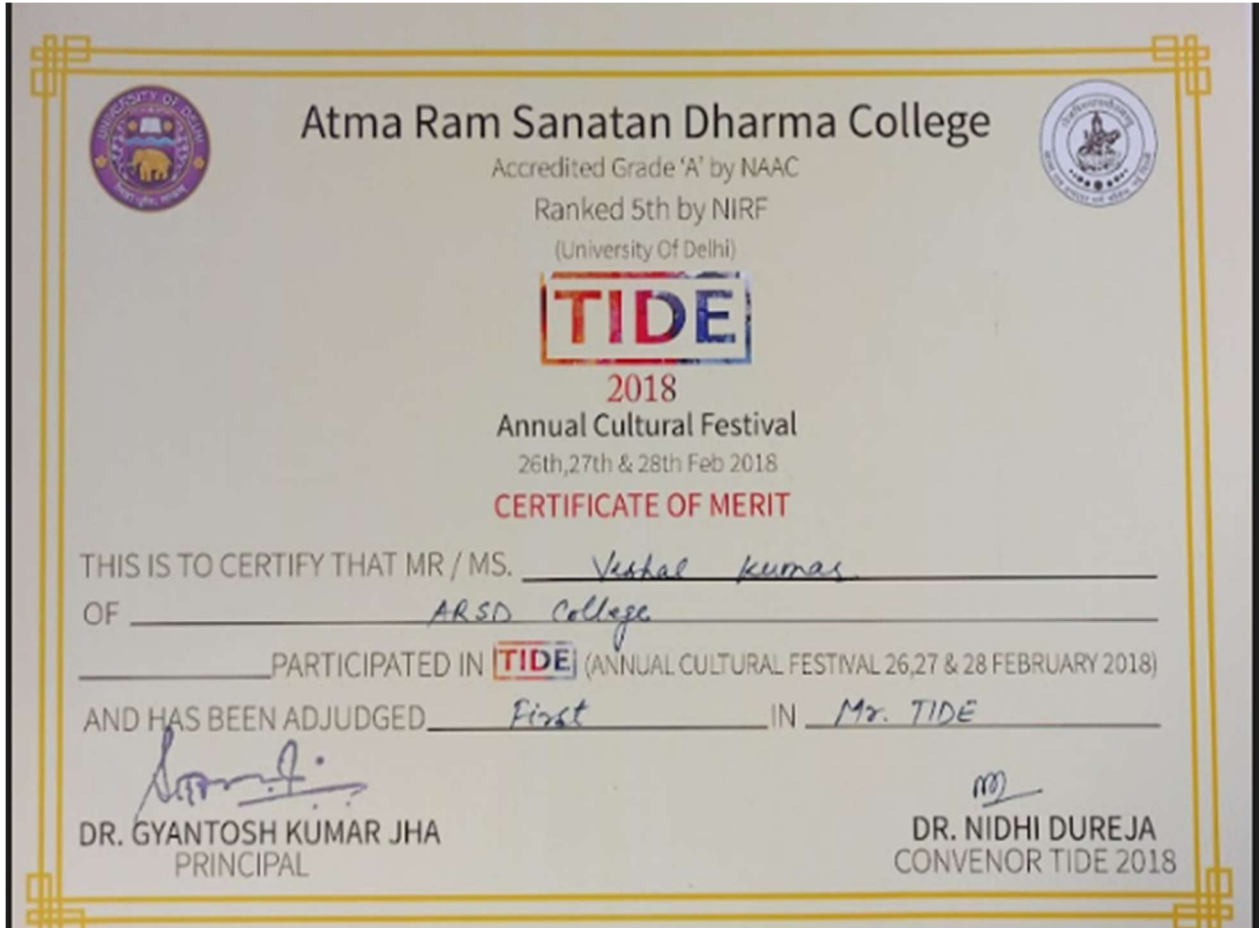 UNIVERSITY OF DELHI
Atma Ram Sanatan Dharma College
Accredited Grade 'A' by NAAC
Ranked 5th by NIRF
(University Of Delhi)
TIDE
2018
Annual Cultural Festival
26th,27th & 28th Feb 2018
CERTIFICATE OF MERIT
THIS IS TO CERTIFY THAT MR / MS. Vishal Kumar
OF ARSD College
PARTICIPATED IN TIDE (ANNUAL CULTURAL FESTIVAL 26,27 & 28 FEBRUARY 2018)
AND HAS BEEN ADJUDGED First IN Mr. TIDE
DR. GYANTOSH KUMAR JHA
PRINCIPAL
DR. NIDHI DUREJA
CONVENOR TIDE 2018